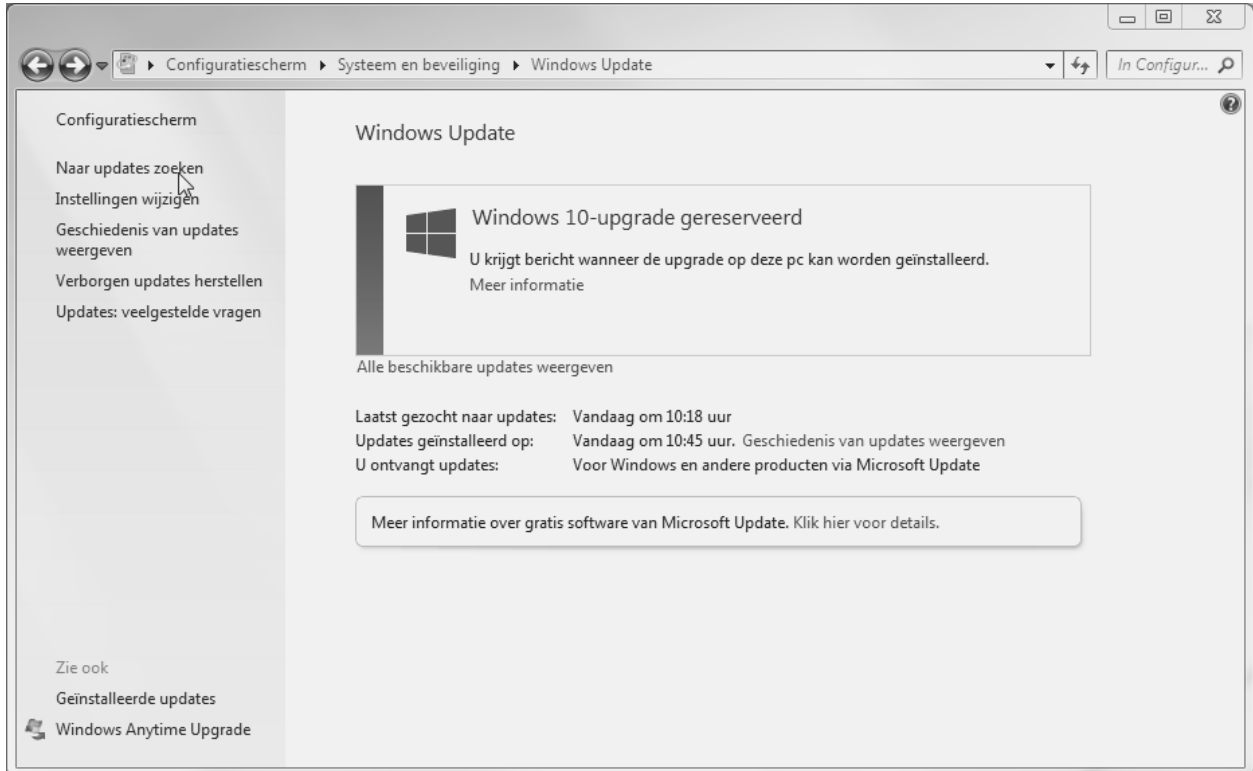 Configuratiescherm ▸ Systeem en beveiliging ▸ Windows Update
In Configur...
Configuratiescherm
Naar updates zoeken
Instellingen wijzigen
Geschiedenis van updates
weergeven
Verborgen updates herstellen
Updates: veelgestelde vragen
Zie ook
Geïnstalleerde updates
Windows Anytime Upgrade
Windows Update
Windows 10-upgrade gereserveerd
U krijgt bericht wanneer de upgrade op deze pc kan worden geïnstalleerd.
Meer informatie
Alle beschikbare updates weergeven
Laatst gezocht naar updates: Vandaag om 10:18 uur
Updates geïnstalleerd op: Vandaag om 10:45 uur. Geschiedenis van updates weergeven
U ontvangt updates: Voor Windows en andere producten via Microsoft Update
Meer informatie over gratis software van Microsoft Update. Klik hier voor details.